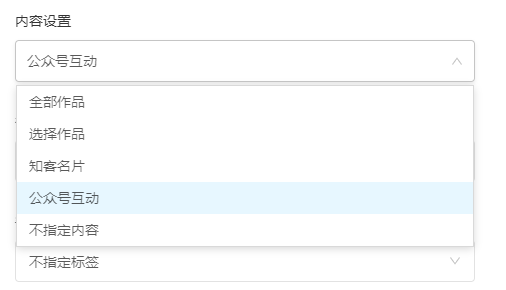 内容设置
公众号互动
全部作品
选择作品
知客名片
公众号互动
不指定内容
不指定标签